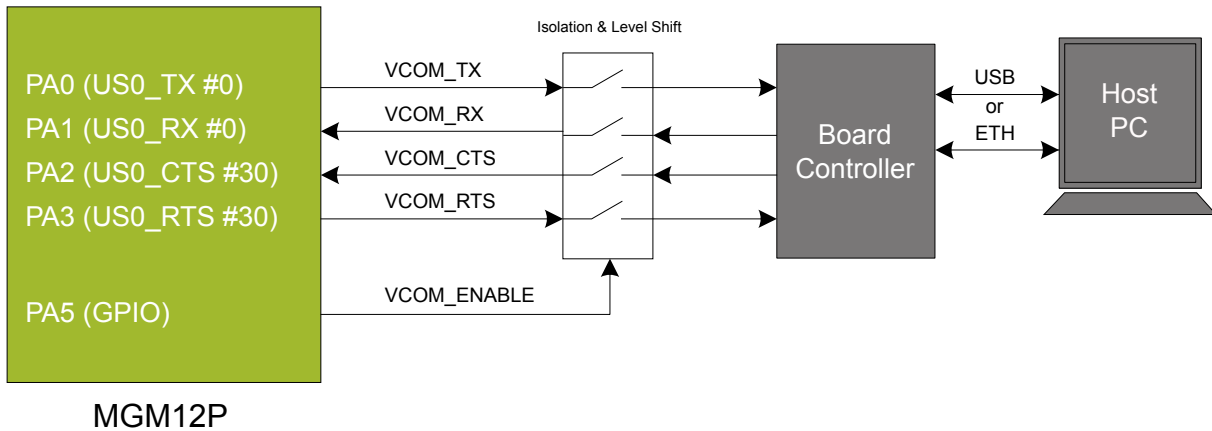 Isolation & Level Shift
PA0 (US0_TX #0)
PA1 (US0_RX #0)
PA2 (US0_CTS #30)
PA3 (US0_RTS #30)
PA5 (GPIO)
VCOM_TX
VCOM_RX
VCOM_CTS
VCOM_RTS
VCOM_ENABLE
Board
Controller
USB
or
ETH
Host
PC
MGM12P